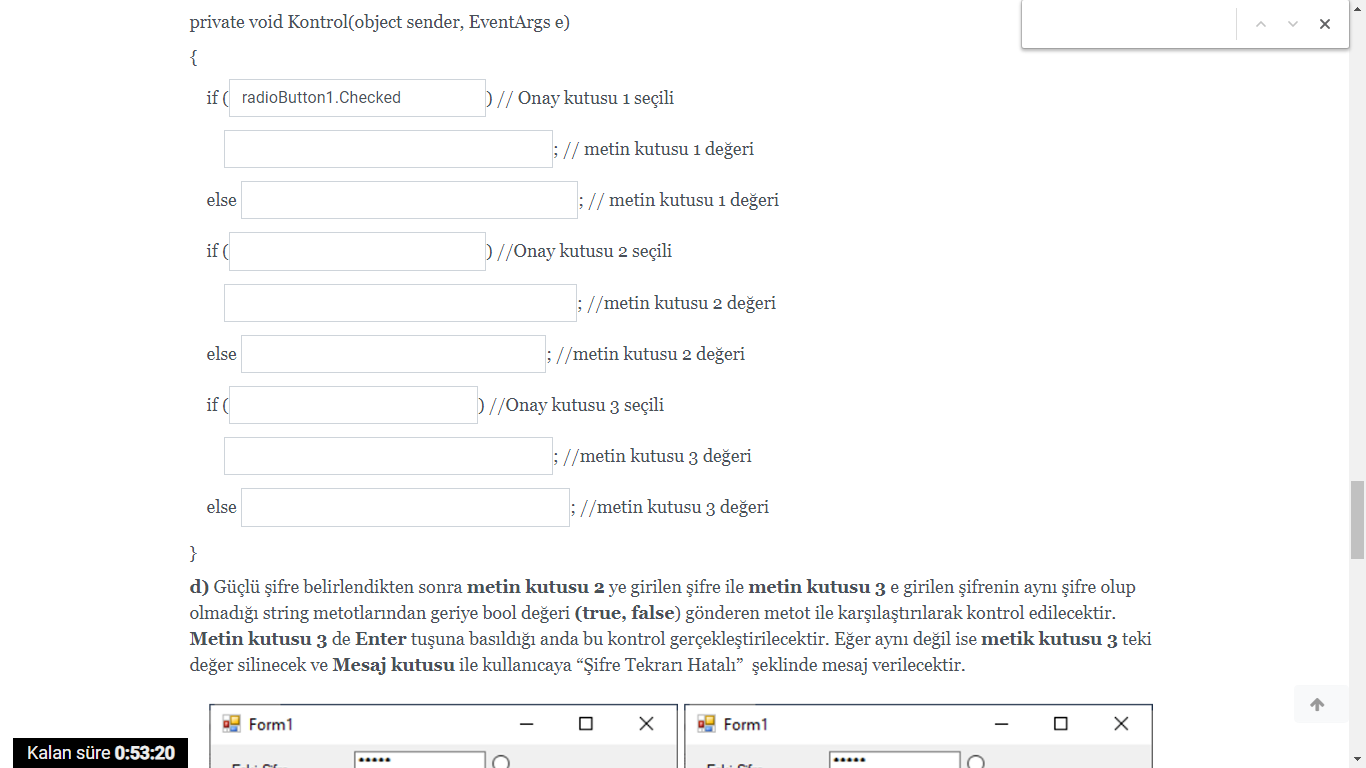 private void Kontrol(object sender, EventArgs e)
{
if ( radioButton1.Checked ) // Onay kutusu 1 seçili
; // metin kutusu 1 değeri
else ; // metin kutusu 1 değeri
if ( ) //Onay kutusu 2 seçili
; //metin kutusu 2 değeri
else ; //metin kutusu 2 değeri
if ( ) //Onay kutusu 3 seçili
; //metin kutusu 3 değeri
else ; //metin kutusu 3 değeri
}
d) Güçlü şifre belirlendikten sonra metin kutusu 2 ye girilen şifre ile metin kutusu 3 e girilen şifrenin aynı şifre olup
olmadığı string metotlarından geriye bool değeri (true, false) gönderen metot ile karşılaştırılarak kontrol edilecektir.
Metin kutusu 3 de Enter tuşuna basıldığı anda bu kontrol gerçekleştirilecektir. Eğer aynı değil ise metik kutusu 3 teki
değer silinecek ve Mesaj kutusu ile kullanıcaya “Şifre Tekrarı Hatalı” şeklinde mesaj verilecektir.
Form1 Form1
Kalan süre 0:53:20